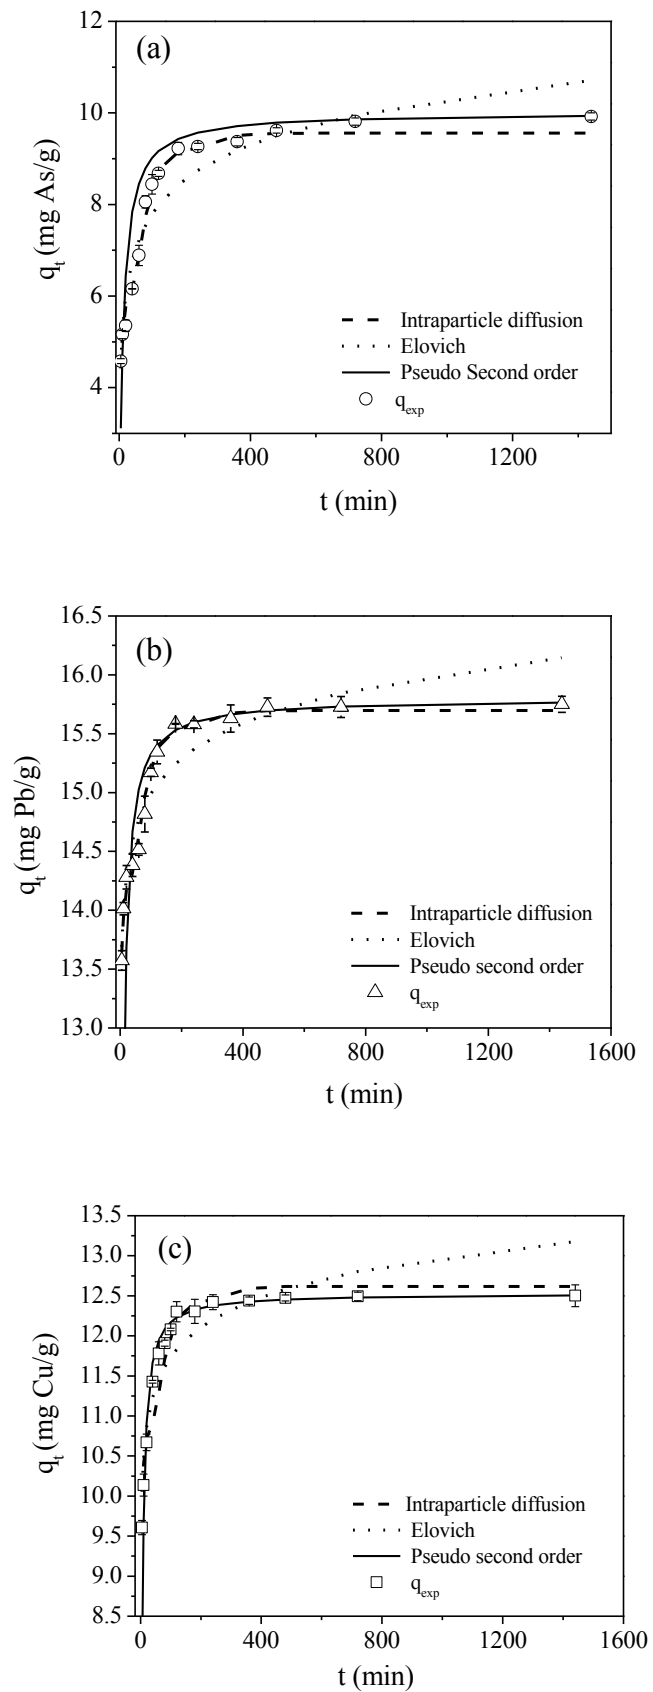 (a)
12
10
8
6
4
q_t (mg As/g)
Intraparticle diffusion
Elovich
Pseudo Second order
q_exp
0 400 800 1200
t (min)
(b)
16.5
16.0
15.5
15.0
14.5
14.0
13.5
13.0
q_t (mg Pb/g)
Intraparticle diffusion
Elovich
Pseudo second order
q_exp
0 400 800 1200 1600
t (min)
(c)
13.5
13.0
12.5
12.0
11.5
11.0
10.5
10.0
9.5
9.0
8.5
q_t (mg Cu/g)
Intraparticle diffusion
Elovich
Pseudo second order
q_exp
0 400 800 1200 1600
t (min)